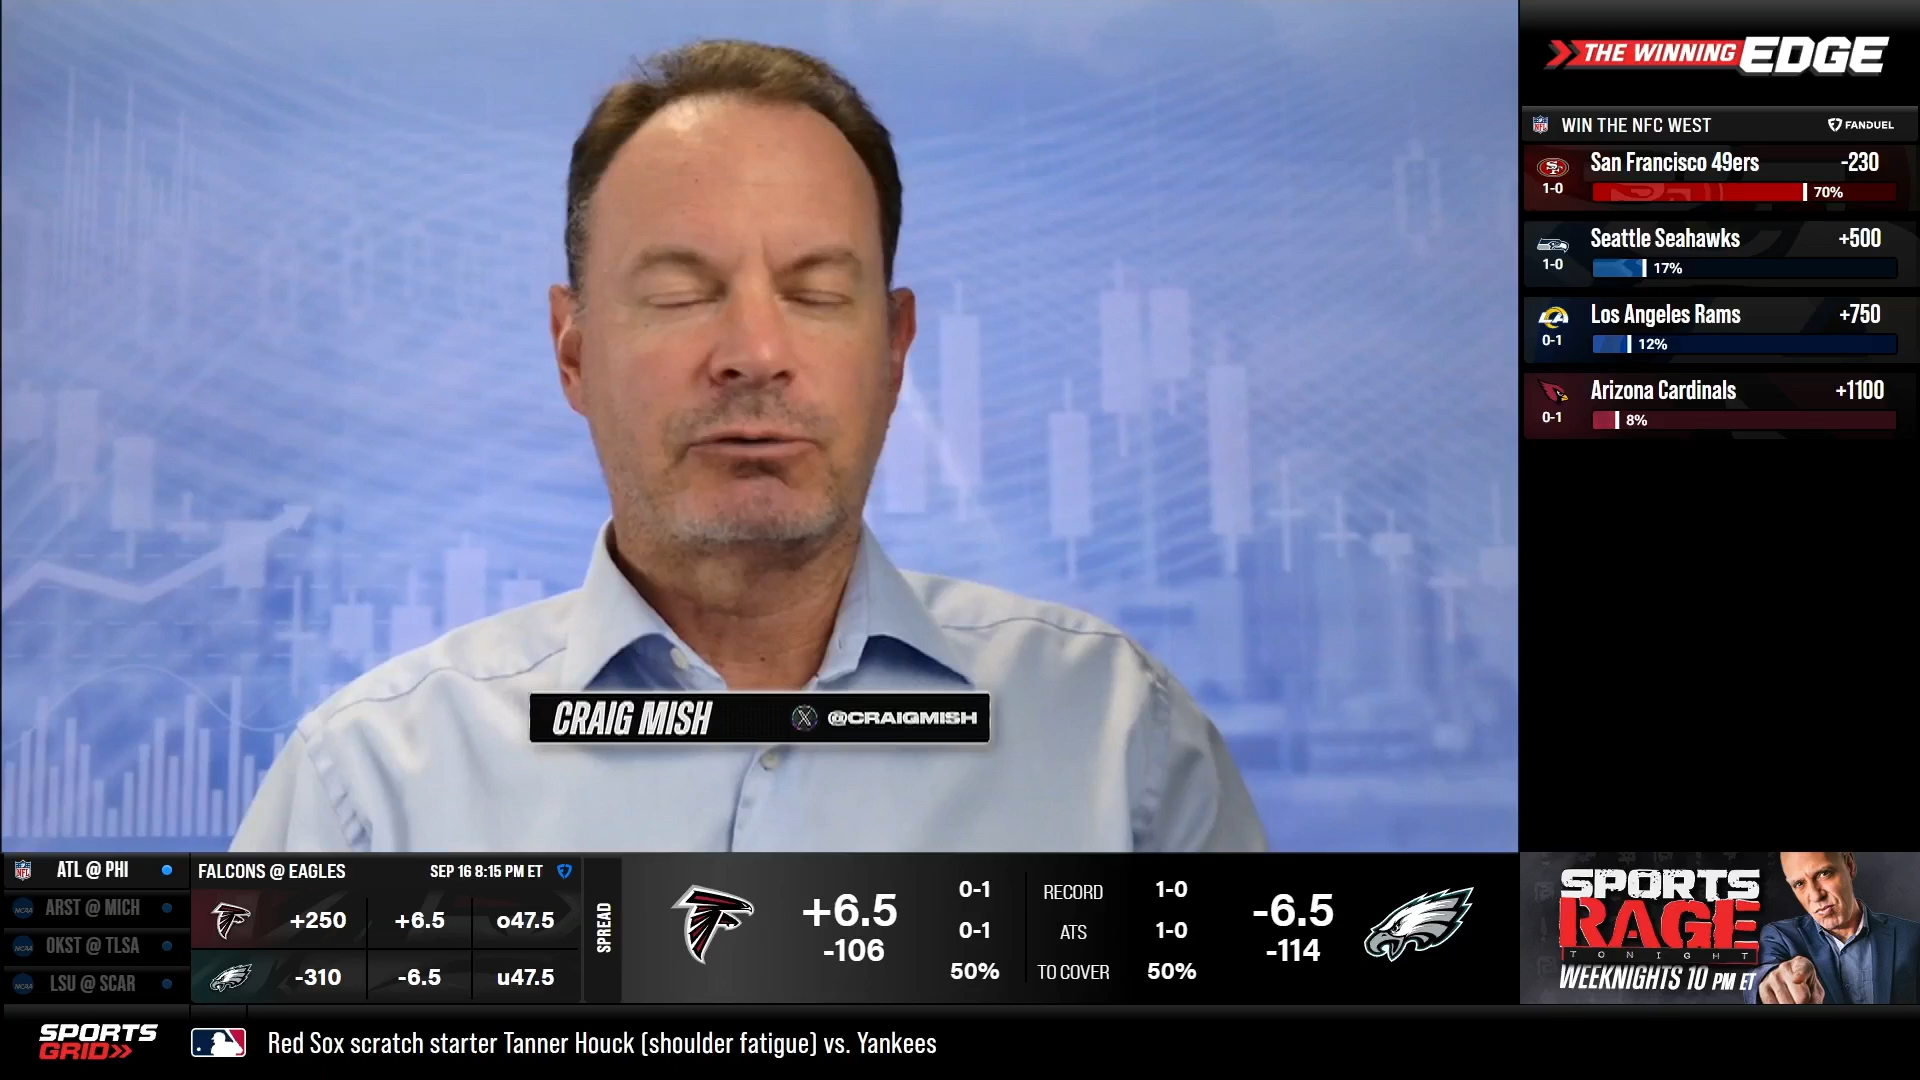 THE WINNING EDGE
WIN THE NFC WEST
FANDUEL
San Francisco 49ers -230
1-0 70%
Seattle Seahawks +500
1-0 17%
Los Angeles Rams +750
0-1 12%
Arizona Cardinals +1100
0-1 8%
CRAIG MISH @CRAIGMISH
ATL @ PHI
ARST @ MICH
OKST @ TLSA
LSU @ SCAR
FALCONS @ EAGLES SEP 16 8:15 PM ET
+250 +6.5 o47.5
-310 -6.5 u47.5
SPREAD
+6.5
-106
0-1 RECORD 1-0
0-1 ATS 1-0
50% TO COVER 50%
-6.5
-114
SPORTS
RAGE
TONIGHT
WEEKNIGHTS 10 PM ET
SPORTS
GRID
Red Sox scratch starter Tanner Houck (shoulder fatigue) vs. Yankees